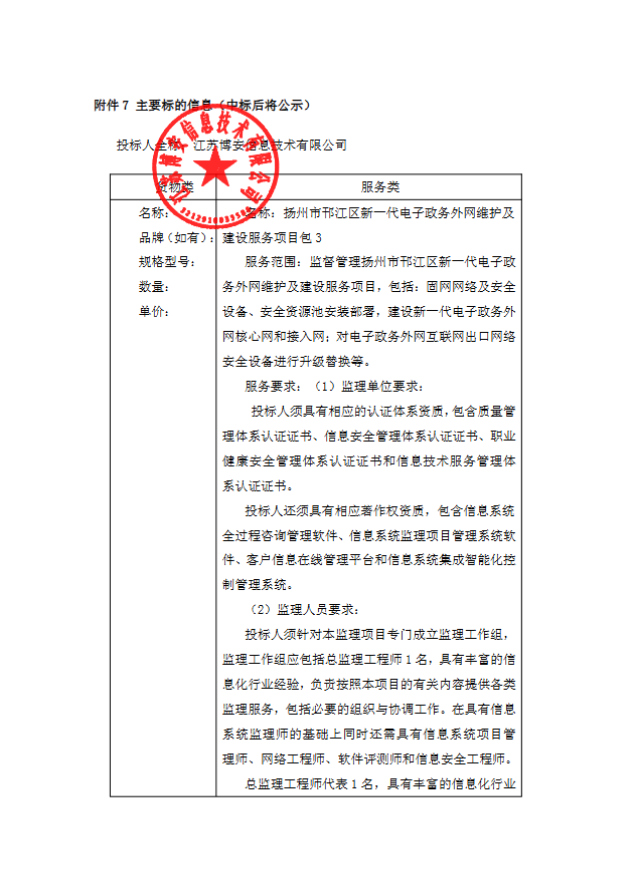 附件7 主要标的信息（中标后将公示）
投标人全称：江苏博安信息技术有限公司
货物类
服务类
名称：
品牌（如有）：
规格型号：
数量：
单价：
名称：扬州市邗江区新一代电子政务外网维护及
建设服务项目包3
服务范围：监督管理扬州市邗江区新一代电子政
务外网维护及建设服务项目，包括：固网网络及安全
设备、安全资源池安装部署，建设新一代电子政务外
网核心网和接入网；对电子政务外网互联网出口网络
安全设备进行升级替换等。
服务要求：（1）监理单位要求：
投标人须具有相应的认证体系资质，包含质量管
理体系认证证书、信息安全管理体系认证证书、职业
健康安全管理体系认证证书和信息技术服务管理体
系认证证书。
投标人还须具有相应著作权资质，包含信息系统
全过程咨询管理软件、信息系统监理项目管理系统软
件、客户信息在线管理平台和信息系统集成智能化控
制管理系统。
（2）监理人员要求：
投标人须针对本监理项目专门成立监理工作组，
监理工作组应包括总监理工程师1名，具有丰富的信
息化行业经验，负责按照本项目的有关内容提供各类
监理服务，包括必要的组织与协调工作。在具有信息
系统监理师的基础上同时还需具有信息系统项目管
理师、网络工程师、软件评测师和信息安全工程师。
总监理工程师代表1名，具有丰富的信息化行业
江苏博安信息技术有限公司